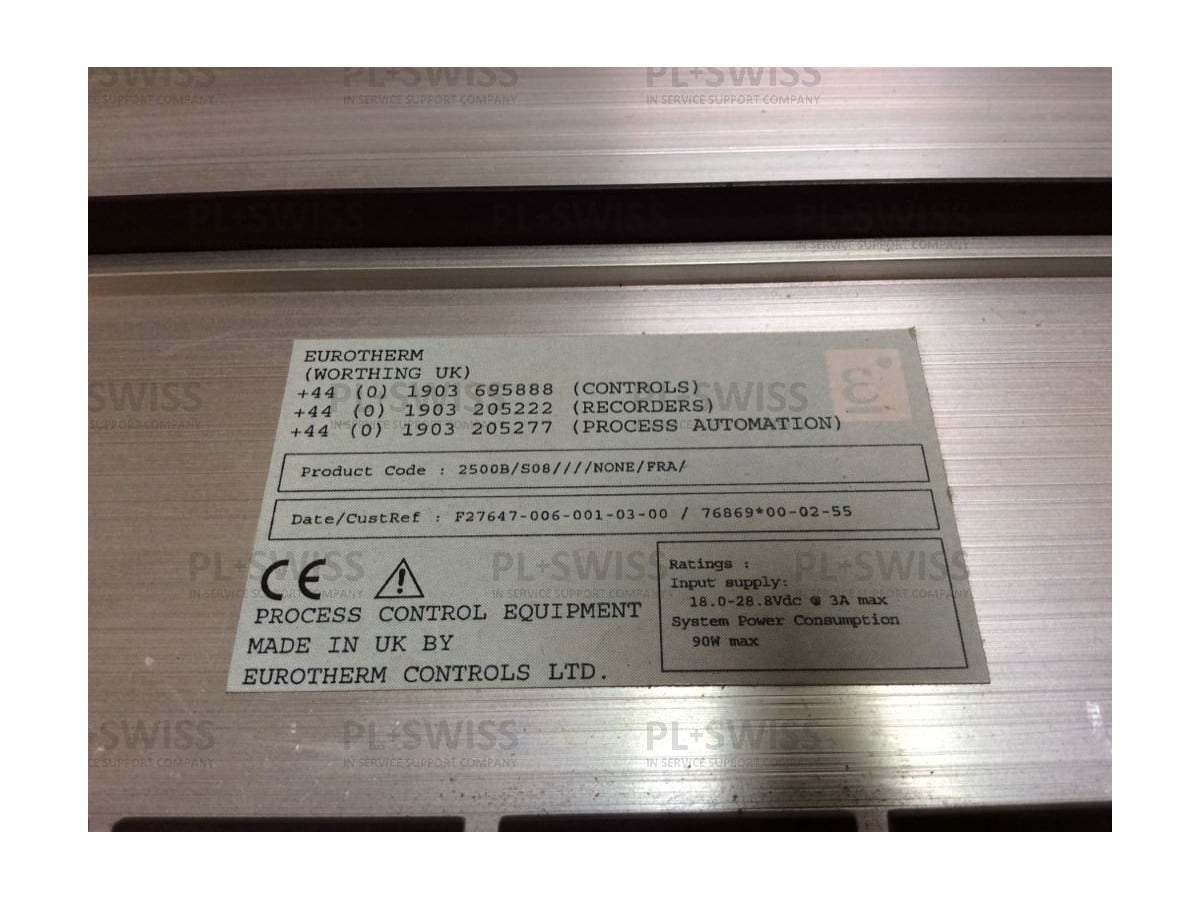 EUROTHERM
(WORTHING UK)
+44 (0) 1903 695888 (CONTROLS)
+44 (0) 1903 205222 (RECORDERS)
+44 (0) 1903 205277 (PROCESS AUTOMATION)
Product Code : 2500B/S08////NONE/FRA/
Date/CustRef : F27647-006-001-03-00 / 76869*00-02-55
CE
PROCESS CONTROL EQUIPMENT
MADE IN UK BY
EUROTHERM CONTROLS LTD.
Ratings :
Input supply:
18.0-28.8Vdc @ 3A max
System Power Consumption
90W max
PL+SWISS
IN SERVICE SUPPORT COMPANY